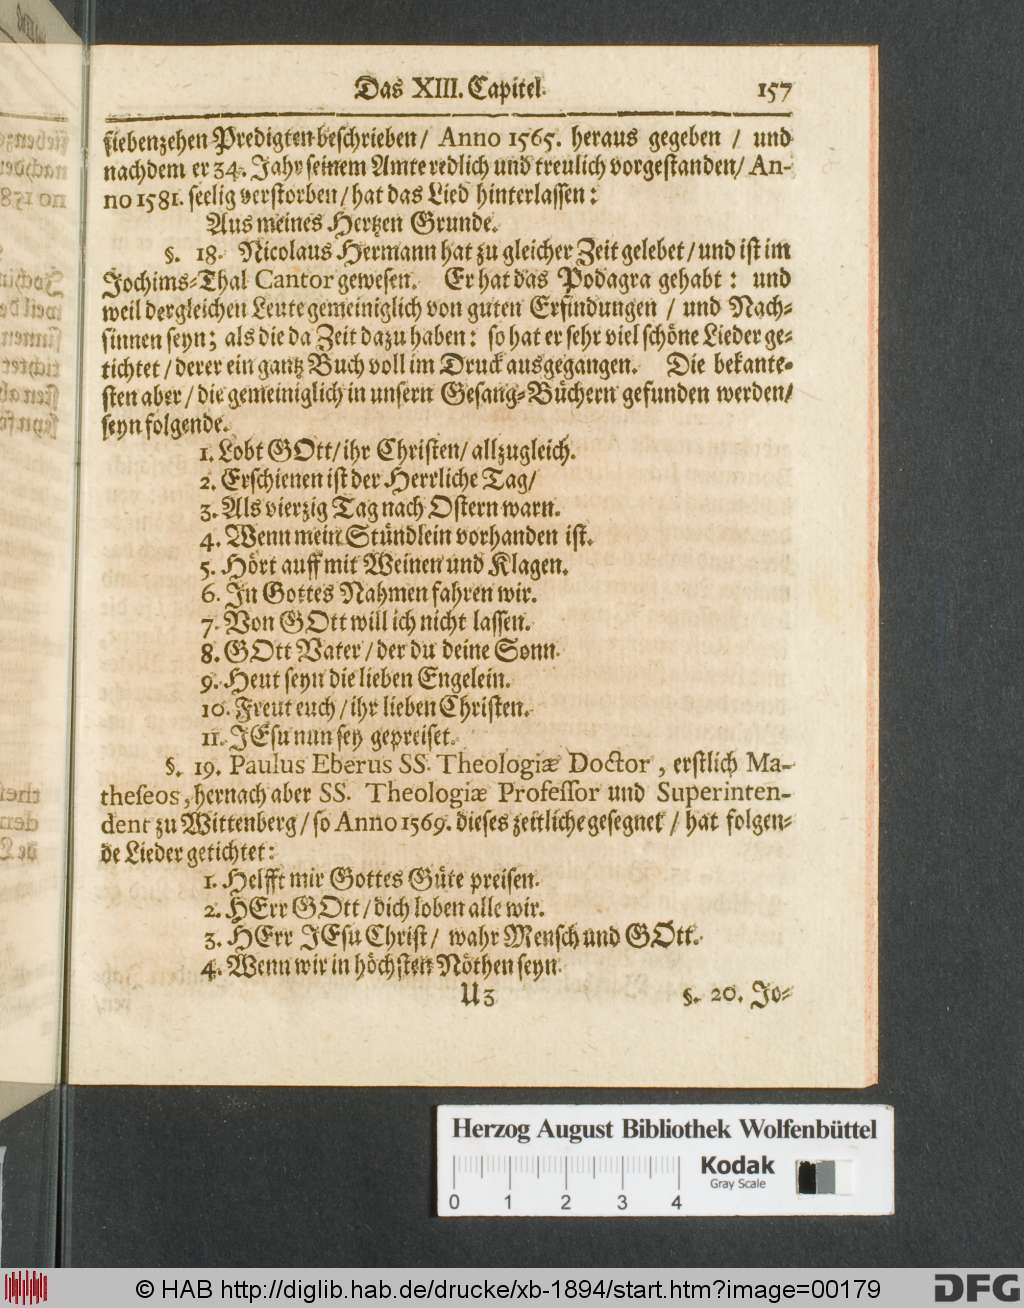 Das XIII. Capitel. 157
siebenzehen Predigten beschrieben / Anno 1565. heraus gegeben / und
nachdem er 34. Jahr seinem Amte redlich und treulich vorgestanden / An-
no 1581. seelig verstorben / hat das Lied hinterlassen:
Aus meines Hertzen Grunde.
§. 18. Nicolaus Hermann hat zu gleicher Zeit gelebet / und ist im
Jochims-Thal Cantor gewesen. Er hat das Podagra gehabt: und
weil dergleichen Leute gemeiniglich von guten Erfindungen / und Nach-
sinnen seyn; als die da Zeit dazu haben: so hat er sehr viel schöne Lieder ge-
tichtet / derer ein gantz Buch voll im Druck ausgegangen. Die bekante-
sten aber / die gemeiniglich in unsern Gesang-Büchern gefunden werden /
seyn folgende.
1. Lobt GOtt / ihr Christen / allzugleich.
2. Erschienen ist der Herrliche Tag /
3. Als vierzig Tag nach Ostern warn.
4. Wenn mein Stündlein vorhanden ist.
5. Hört auff mit Weinen und Klagen.
6. In Gottes Nahmen fahren wir.
7. Von GOtt will ich nicht lassen.
8. GOtt Vater / der du deine Sonn.
9. Heut seyn die lieben Engelein.
10. Freut euch / ihr lieben Christen.
11. JEsu nun sey gepreiset.
§. 19. Paulus Eberus SS. Theologiæ Doctor, erstlich Ma-
theseos, hernach aber SS. Theologiæ Professor und Superinten-
dent zu Wittenberg / so Anno 1569. dieses zeitliche gesegnet / hat folgen-
de Lieder getichtet:
1. Helfft mir Gottes Güte preisen.
2. HErr GOtt / dich loben alle wir.
3. HErr JEsu Christ / wahr Mensch und GOtt.
4. Wenn wir in höchsten Nöthen seyn.
U 3 §. 20. Jo-
Herzog August Bibliothek Wolfenbüttel
Kodak
Gray Scale
0 1 2 3 4
© HAB http://diglib.hab.de/drucke/xb-1894/start.htm?image=00179 DFG